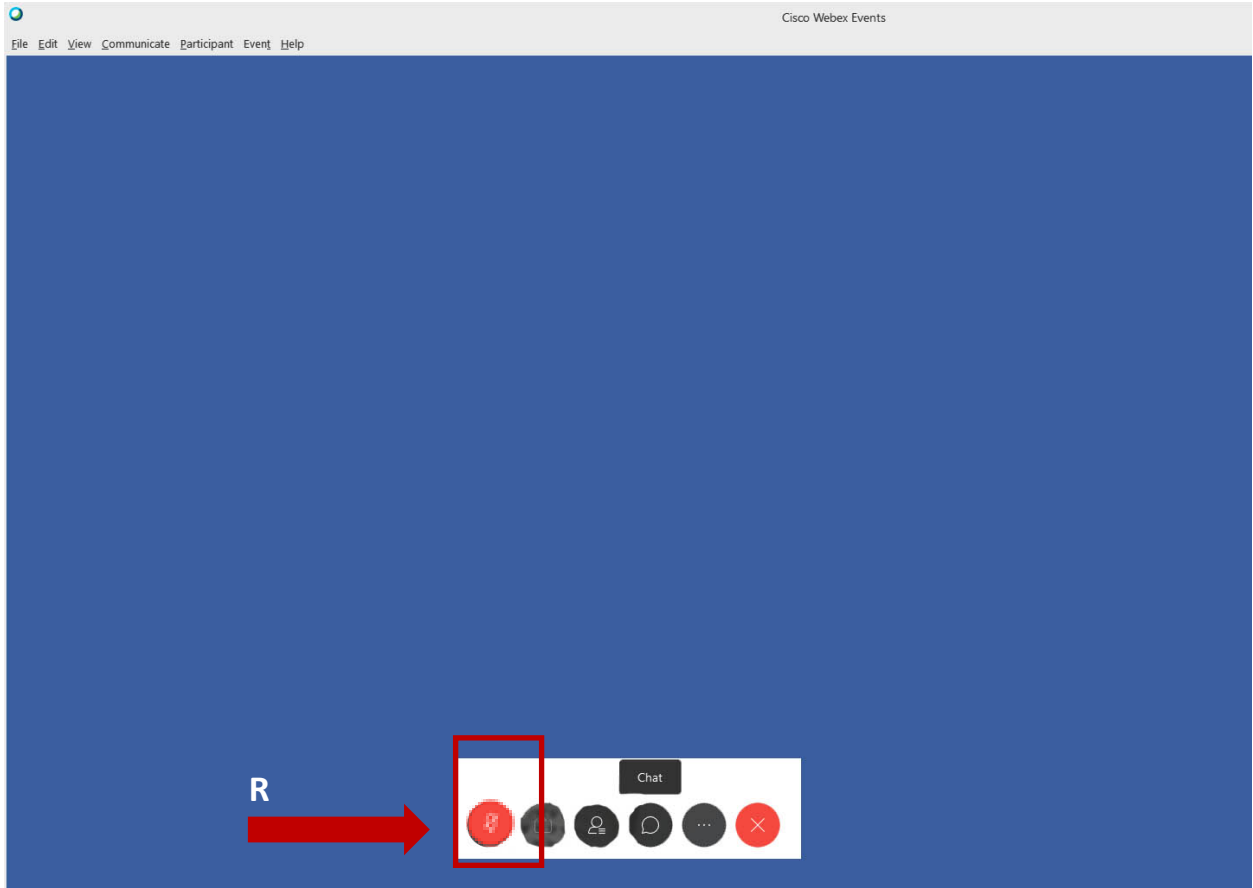 Cisco Webex Events
File Edit View Communicate Participant Event Help
Chat
R